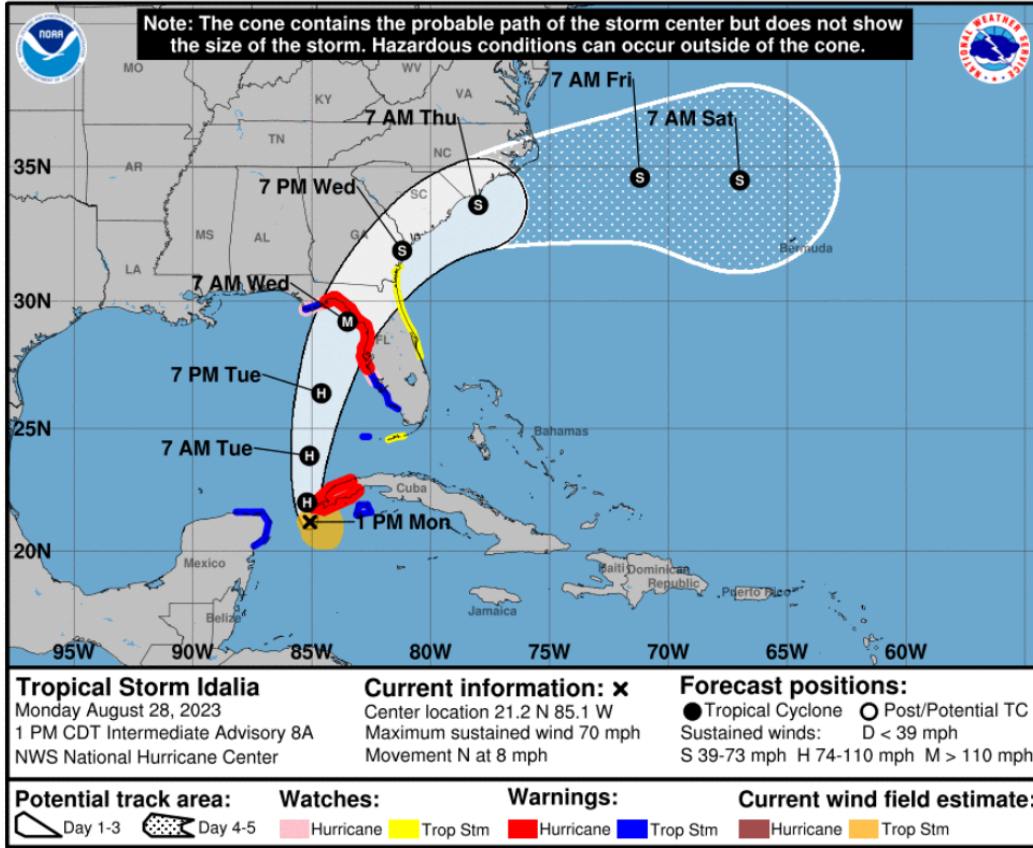 Note: The cone contains the probable path of the storm center but does not show
the size of the storm. Hazardous conditions can occur outside of the cone.
NOAA
NATIONAL WEATHER SERVICE
MO
WV
KY
VA
7 AM Fri
7 AM Thu
7 AM Sat
TN
NC
35N
AR
7 PM Wed
SC
MS
AL
GA
Bermuda
LA
7 AM Wed
30N
FL
7 PM Tue
25N
Bahamas
7 AM Tue
Cuba
1 PM Mon
20N
Mexico
Haiti
Dominican
Republic
Puerto Rico
Jamaica
Belize
95W 90W 85W 80W 75W 70W 65W 60W
S
S
S
S
M
H
H
H
Tropical Storm Idalia
Monday August 28, 2023
1 PM CDT Intermediate Advisory 8A
NWS National Hurricane Center
Current information: ×
Center location 21.2 N 85.1 W
Maximum sustained wind 70 mph
Movement N at 8 mph
Forecast positions:
Tropical Cyclone Post/Potential TC
Sustained winds: D < 39 mph
S 39-73 mph H 74-110 mph M > 110 mph
Potential track area:
Day 1-3 Day 4-5
Watches:
Hurricane Trop Stm
Warnings:
Hurricane Trop Stm
Current wind field estimate:
Hurricane Trop Stm